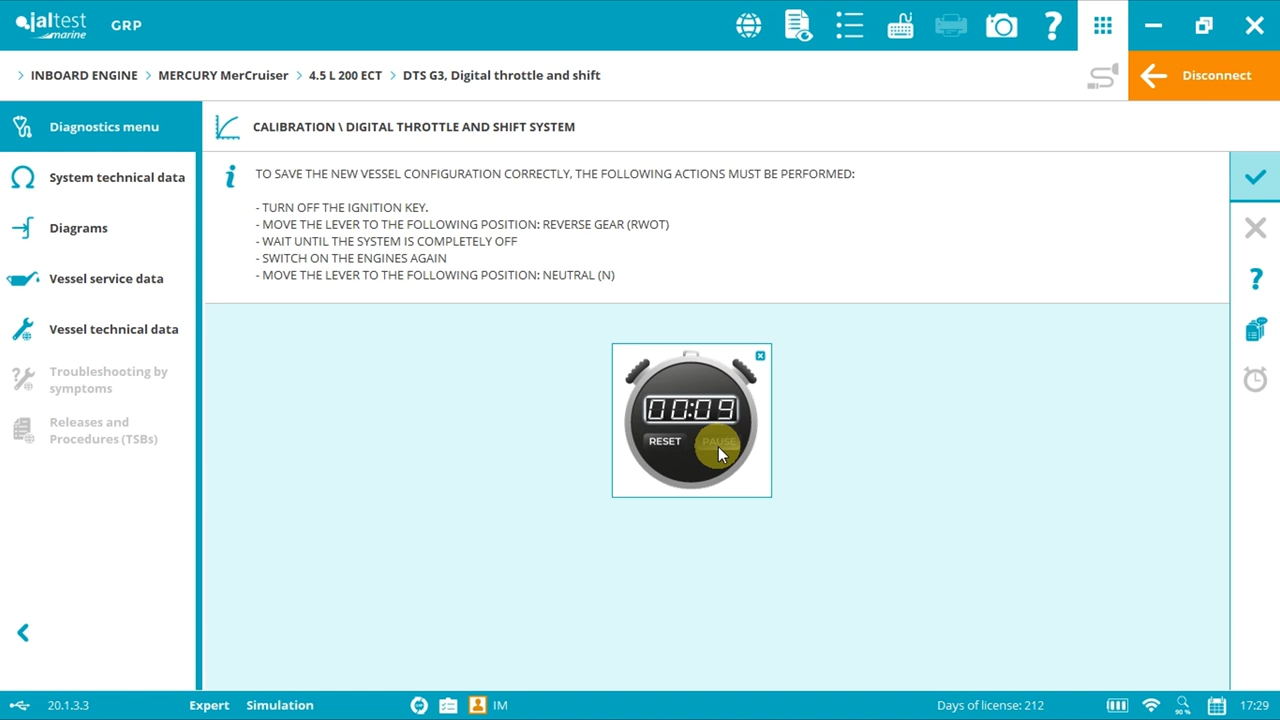 jaltest
marine
GRP
INBOARD ENGINE
MERCURY MerCruiser
4.5 L 200 ECT
DTS G3, Digital throttle and shift
Disconnect
Diagnostics menu
CALIBRATION \ DIGITAL THROTTLE AND SHIFT SYSTEM
System technical data
Diagrams
Vessel service data
Vessel technical data
Troubleshooting by
symptoms
Releases and
Procedures (TSBs)
TO SAVE THE NEW VESSEL CONFIGURATION CORRECTLY, THE FOLLOWING ACTIONS MUST BE PERFORMED:
- TURN OFF THE IGNITION KEY.
- MOVE THE LEVER TO THE FOLLOWING POSITION: REVERSE GEAR (RWOT)
- WAIT UNTIL THE SYSTEM IS COMPLETELY OFF
- SWITCH ON THE ENGINES AGAIN
- MOVE THE LEVER TO THE FOLLOWING POSITION: NEUTRAL (N)
00:09
RESET
PAUSE
20.1.3.3
Expert
Simulation
IM
Days of license: 212
90 %
17:29